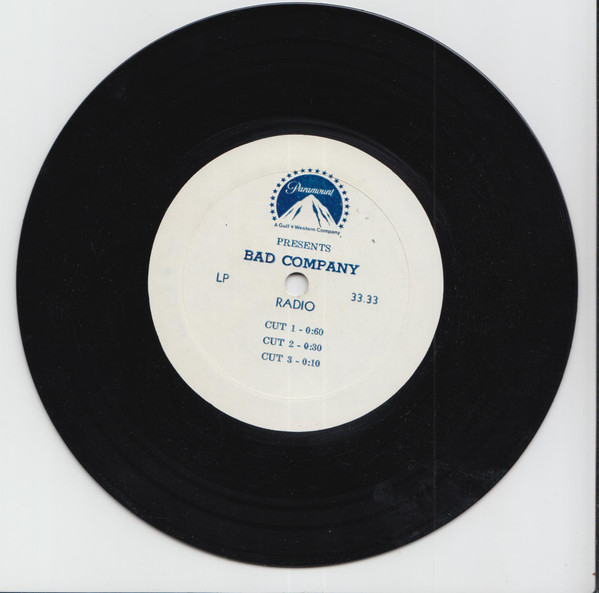 Paramount
A Gulf + Western Company
PRESENTS
BAD COMPANY
LP
33.33
RADIO
CUT 1 - 0:60
CUT 2 - 0:30
CUT 3 - 0:10